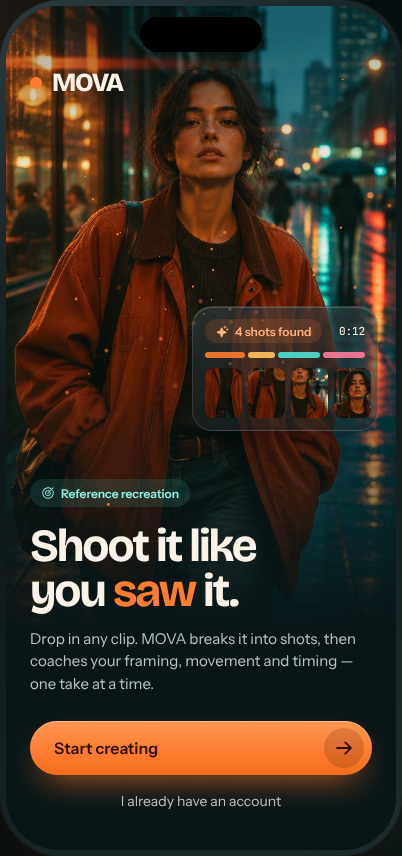 MOVA
4 shots found
0:12
Reference recreation
Shoot it like
you saw it.
Drop in any clip. MOVA breaks it into shots, then
coaches your framing, movement and timing —
one take at a time.
Start creating
I already have an account